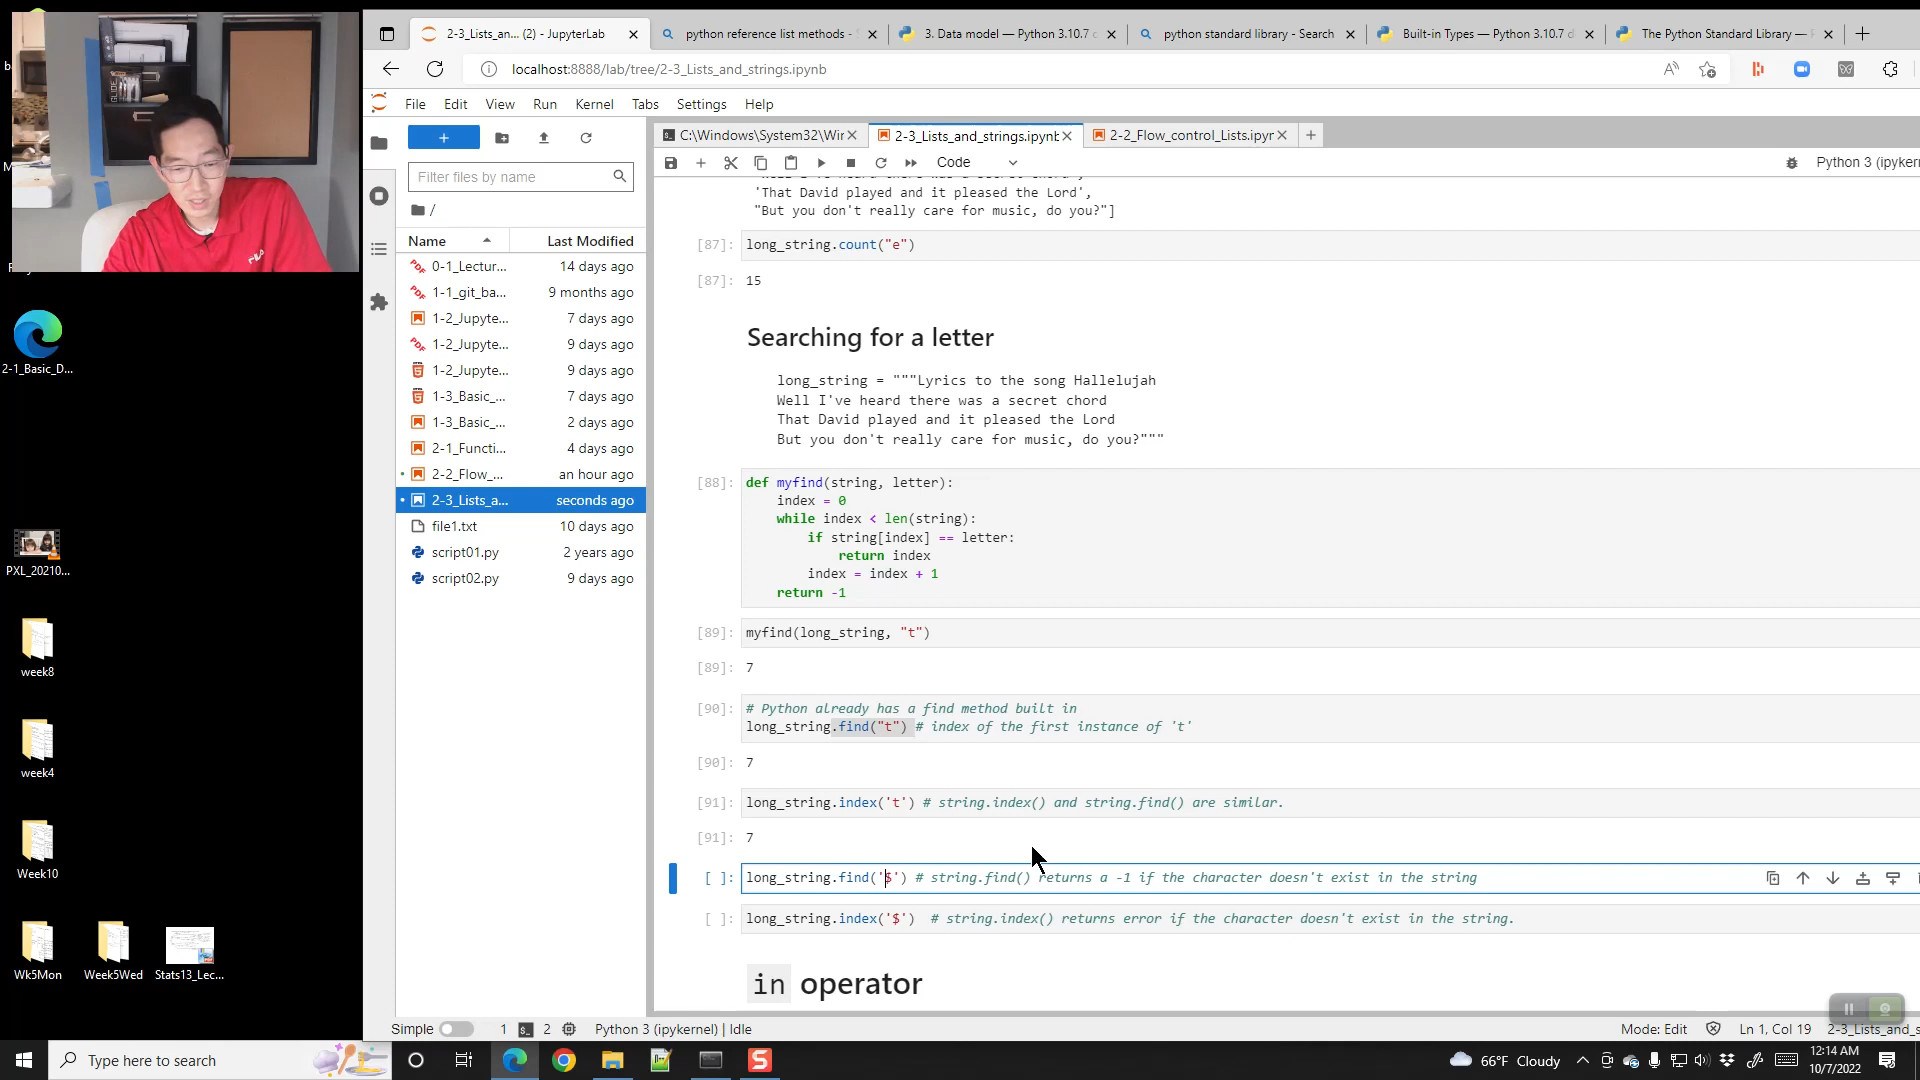 2-3_Lists_an... (2) - JupyterLab
python reference list methods -
3. Data model — Python 3.10.7
python standard library - Search
Built-in Types — Python 3.10.7 d
The Python Standard Library —
localhost:8888/lab/tree/2-3_Lists_and_strings.ipynb
File Edit View Run Kernel Tabs Settings Help
C:\Windows\System32\Wir
2-3_Lists_and_strings.ipynb
2-2_Flow_control_Lists.ipyr
Code
Python 3 (ipyker
Filter files by name
/
Name Last Modified
0-1_Lectur... 14 days ago
1-1_git_ba... 9 months ago
1-2_Jupyte... 7 days ago
1-2_Jupyte... 9 days ago
1-2_Jupyte... 9 days ago
1-3_Basic_... 7 days ago
1-3_Basic_... 2 days ago
2-1_Functi... 4 days ago
2-2_Flow_... an hour ago
2-3_Lists_a... seconds ago
file1.txt 10 days ago
script01.py 2 years ago
script02.py 9 days ago
'That David played and it pleased the Lord',
"But you don't really care for music, do you?"]
[87]: long_string.count("e")
[87]: 15
Searching for a letter
long_string = """Lyrics to the song Hallelujah
Well I've heard there was a secret chord
That David played and it pleased the Lord
But you don't really care for music, do you?"""
[88]: def myfind(string, letter):
index = 0
while index < len(string):
if string[index] == letter:
return index
index = index + 1
return -1
[89]: myfind(long_string, "t")
[89]: 7
[90]: # Python already has a find method built in
long_string.find("t") # index of the first instance of 't'
[90]: 7
[91]: long_string.index('t') # string.index() and string.find() are similar.
[91]: 7
[ ]: long_string.find('$') # string.find() returns a -1 if the character doesn't exist in the string
[ ]: long_string.index('$')  # string.index() returns error if the character doesn't exist in the string.
in operator
Simple 1 2 Python 3 (ipykernel) | Idle
Mode: Edit Ln 1, Col 19 2-3_Lists_and_s
2-1_Basic_D...
PXL_20210...
week8
week4
Week10
Wk5Mon
Week5Wed
Stats13_Lec...
Type here to search
66°F Cloudy
12:14 AM
10/7/2022